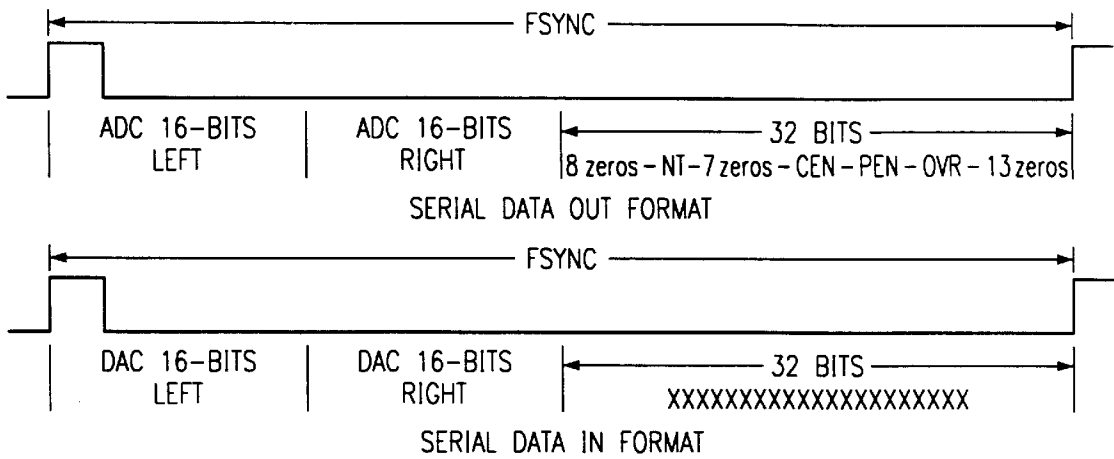 FSYNC
ADC 16-BITS LEFT
ADC 16-BITS RIGHT
32 BITS
8 zeros - NT - 7 zeros - CEN - PEN - OVR - 13 zeros
SERIAL DATA OUT FORMAT
FSYNC
DAC 16-BITS LEFT
DAC 16-BITS RIGHT
32 BITS
XXXXXXXXXXXXXXXXXXXXX
SERIAL DATA IN FORMAT